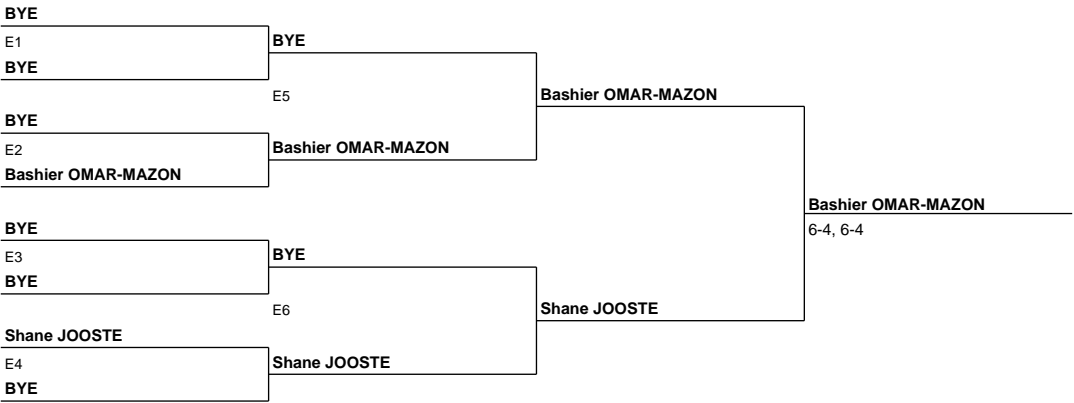 BYE
E1
BYE
BYE
E5
Bashier OMAR-MAZON
BYE
E2
Bashier OMAR-MAZON
Bashier OMAR-MAZON
Bashier OMAR-MAZON
6-4, 6-4
BYE
E3
BYE
BYE
E6
Shane JOOSTE
Shane JOOSTE
E4
Shane JOOSTE
BYE